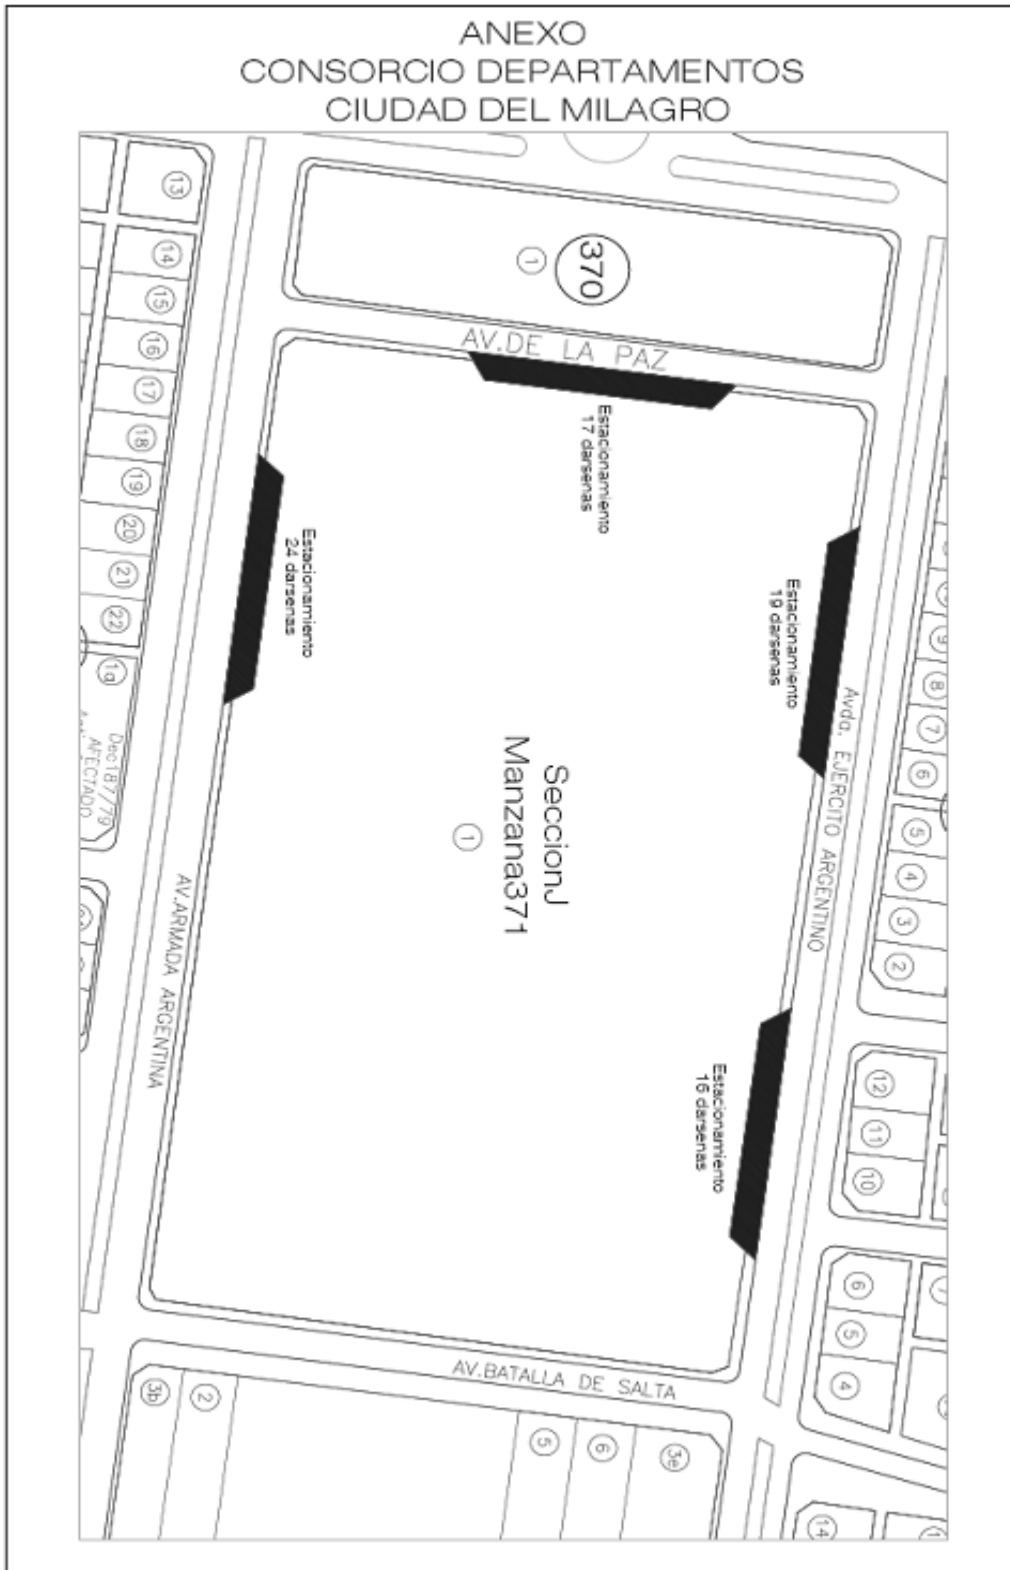 ANEXO
CONSORCIO DEPARTAMENTOS
CIUDAD DEL MILAGRO
13
14
15
16
17
18
19
20
21
22
1a
Dec187/79
AFECTADO
370
1
AV.DE LA PAZ
Estacionamiento
17 darsenas
Estacionamiento
24 darsenas
Estacionamiento
19 darsenas
Avda. EJERCITO ARGENTINO
SeccionJ
Manzana371
1
AV.ARMADA ARGENTINA
Estacionamiento
16 darsenas
9
8
7
6
5
4
3
2
12
11
10
6
5
4
AV.BATALLA DE SALTA
3b
2
5
6
3e
14